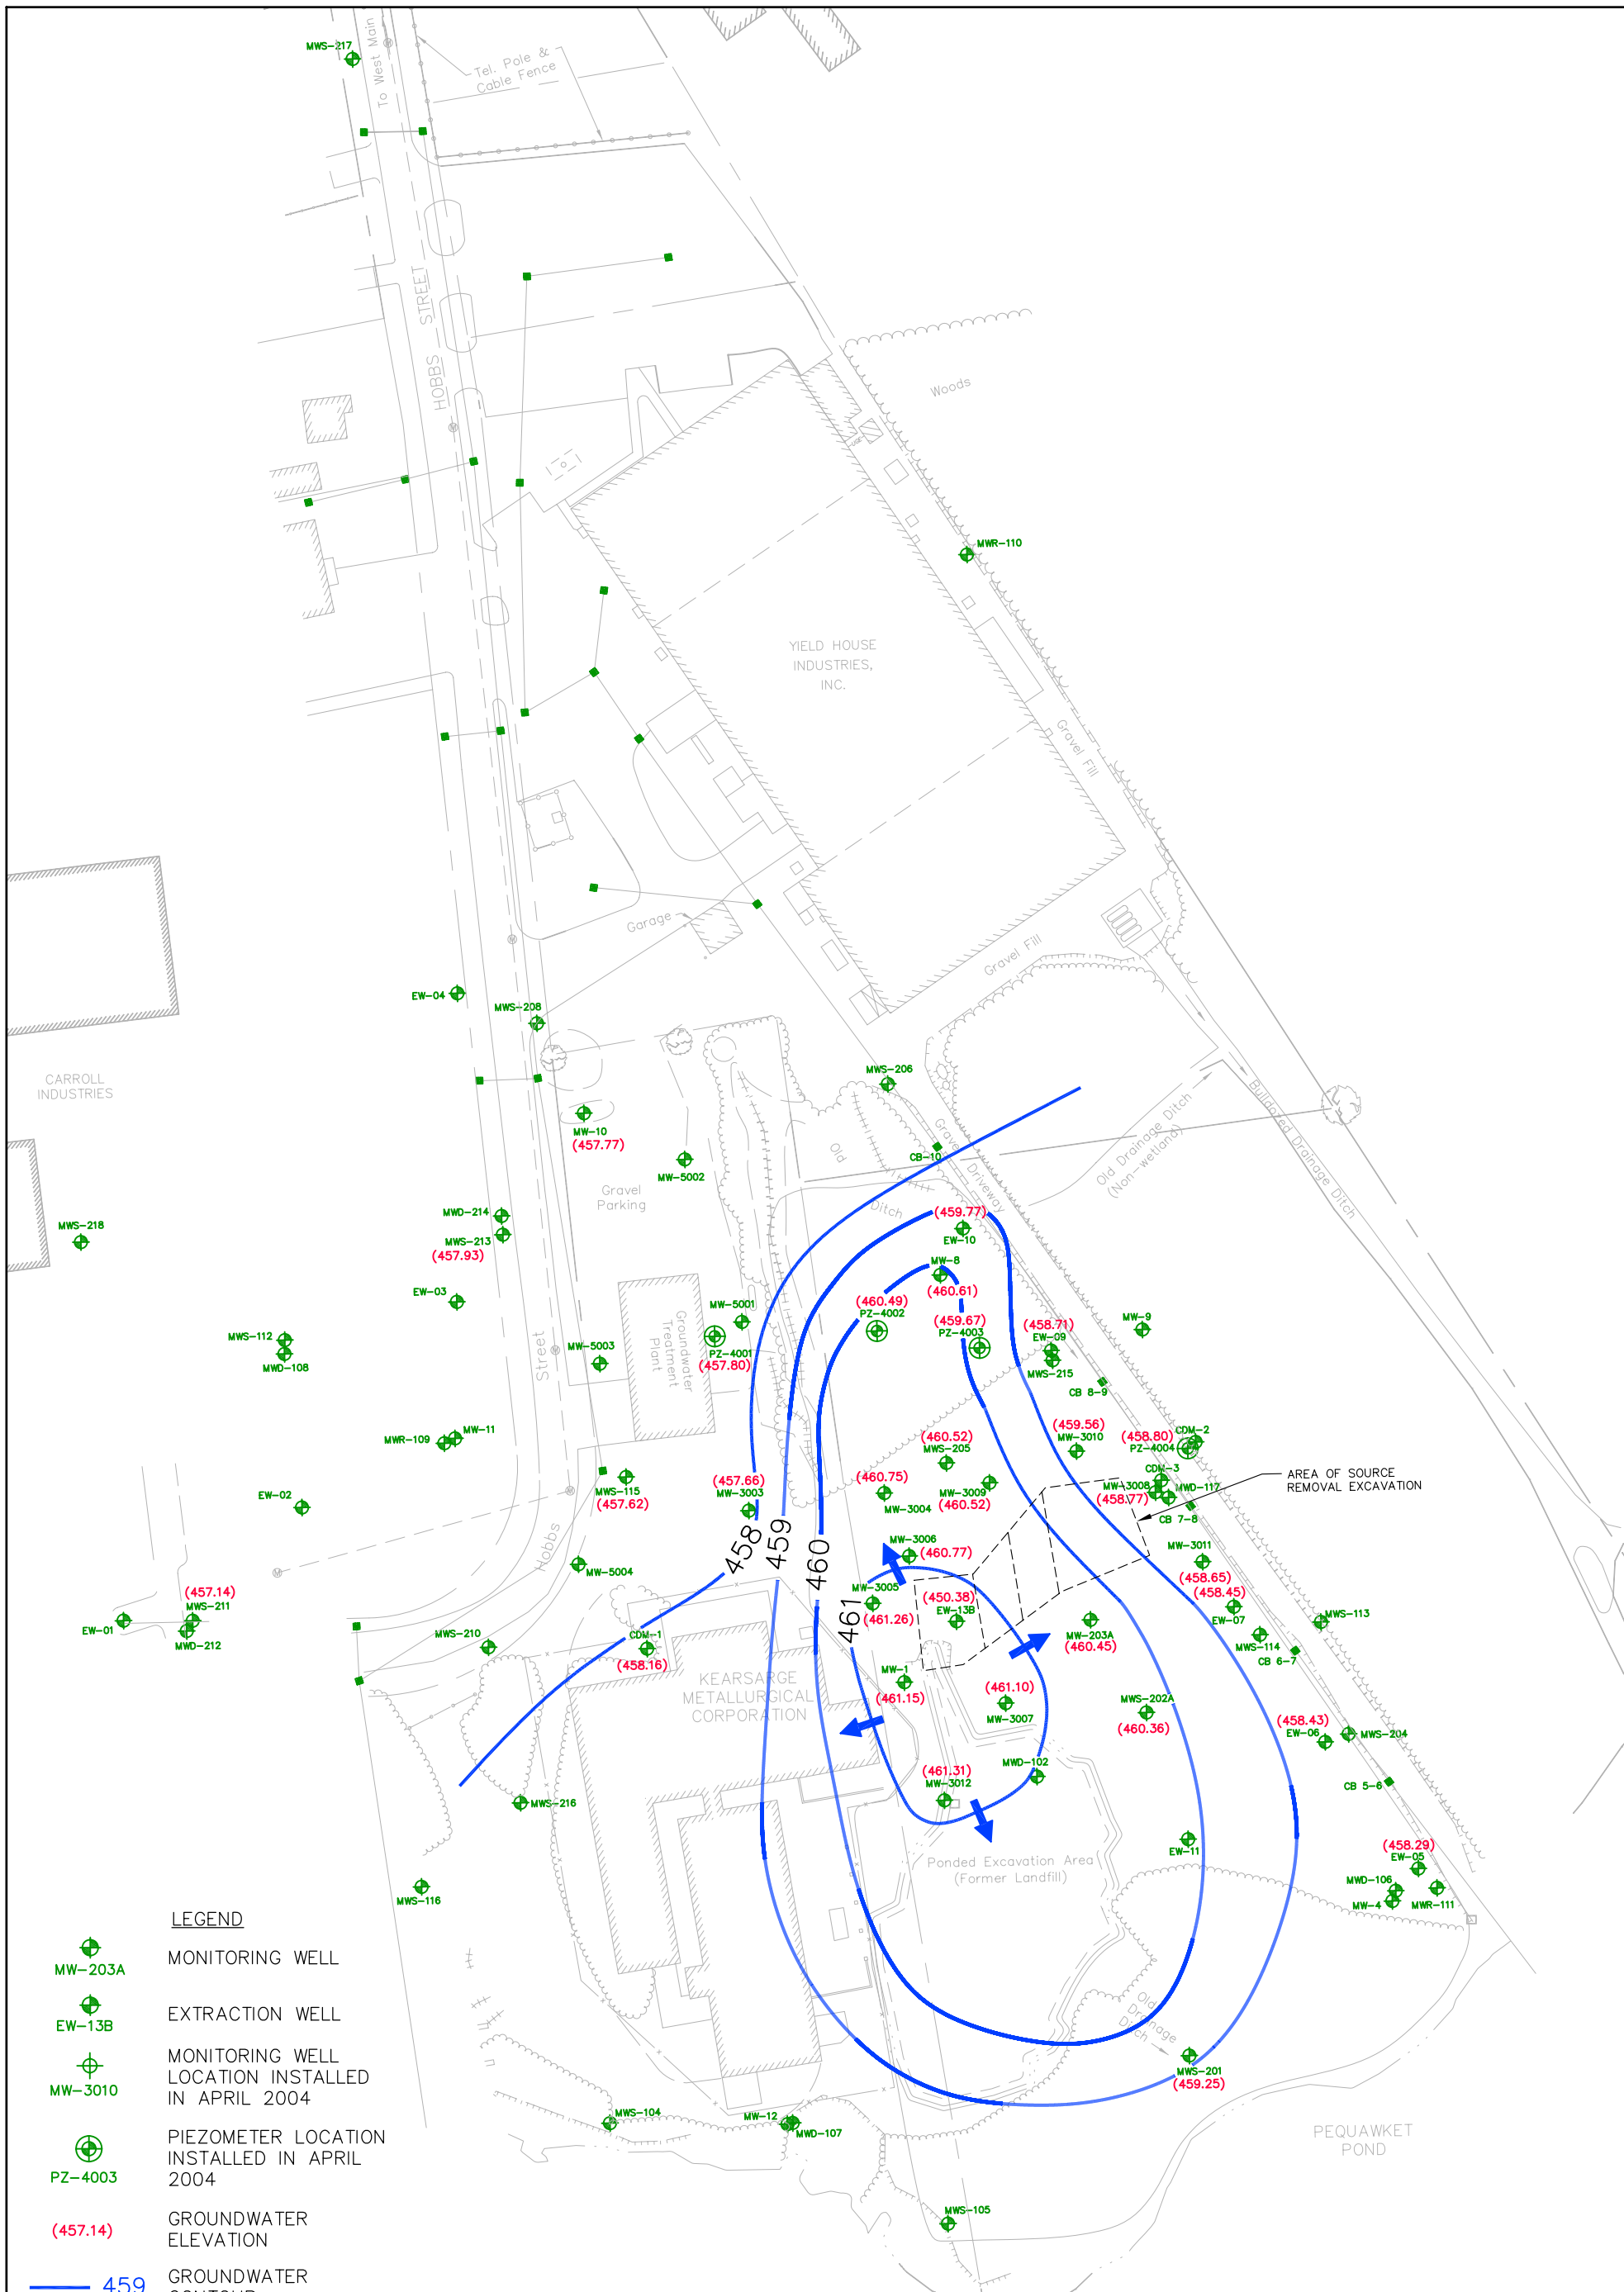 MWS-217
To West Main
Tel. Pole &
Cable Fence
HOBBS STREET
Woods
MWR-110
YIELD HOUSE
INDUSTRIES,
INC.
Gravel Fill
Garage
Gravel Fill
EW-04
MWS-208
CARROLL
INDUSTRIES
MWS-206
Bulldozed Drainage Ditch
MW-10
(457.77)
Old Drainage Ditch
(Non-wetland)
Old
CB-10
Gravel Driveway
MW-5002
Gravel
Parking
Ditch
MWD-214
MWS-218
MWS-213
(457.93)
(459.77)
EW-10
MW-8
(460.61)
EW-03
MW-5001
(460.49)
PZ-4002
(459.67)
PZ-4003
(458.71)
EW-09
MW-9
MWS-112
MWD-108
Groundwater
Treatment
Plant
PZ-4001
(457.80)
MW-5003
Street
MWS-215
CB 8-9
MWR-109
MW-11
(460.52)
MWS-205
(459.56)
MW-3010
(458.80)
PZ-4004
CDM-2
AREA OF SOURCE
REMOVAL EXCAVATION
EW-02
MWS-115
(457.62)
(457.66)
MW-3003
(460.75)
MW-3004
MW-3009
(460.52)
CDM-3
MW-3008
(458.77)
MWD-117
CB 7-8
458
459
460
461
Hobbs
MW-5004
MW-3006
(460.77)
MW-3011
(458.65)
(458.45)
EW-07
(457.14)
MWS-211
EW-01
MWD-212
MW-3005
(461.26)
(450.38)
EW-13B
MW-203A
(460.45)
MWS-113
MWS-114
CB 6-7
MWS-210
CDM-1
(458.16)
KEARSARGE
METALLURGICAL
CORPORATION
MW-1
(461.15)
(461.10)
MW-3007
MWS-202A
(460.36)
(458.43)
EW-06
MWS-204
MWD-102
(461.31)
MW-3012
CB 5-6
MWS-216
EW-11
(458.29)
EW-05
MWD-106
MW-4
MWR-111
Ponded Excavation Area
(Former Landfill)
MWS-116
Old
Drainage
Ditch
MWS-201
(459.25)
MWS-104
MW-12
MWD-107
PEQUAWKET
POND
MWS-105
LEGEND
MW-203A
MONITORING WELL
EW-13B
EXTRACTION WELL
MW-3010
MONITORING WELL
LOCATION INSTALLED
IN APRIL 2004
PZ-4003
PIEZOMETER LOCATION
INSTALLED IN APRIL
2004
(457.14)
GROUNDWATER
ELEVATION
459
GROUNDWATER